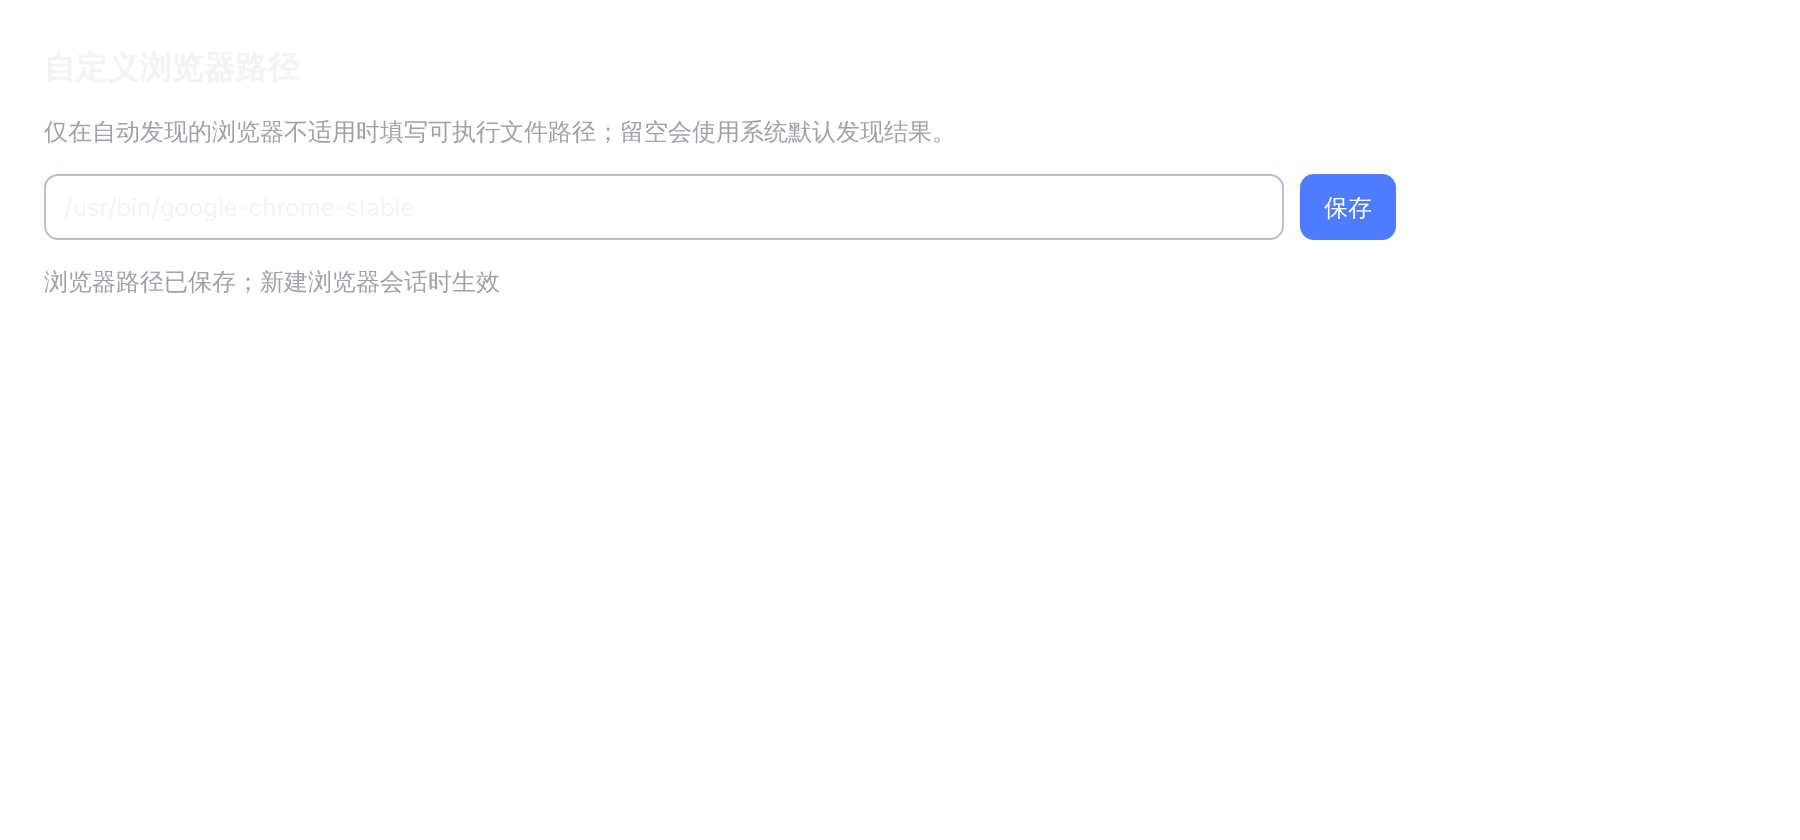 自定义浏览器路径
仅在自动发现的浏览器不适用时填写可执行文件路径；留空会使用系统默认发现结果。
/usr/bin/google-chrome-stable
保存
浏览器路径已保存；新建浏览器会话时生效